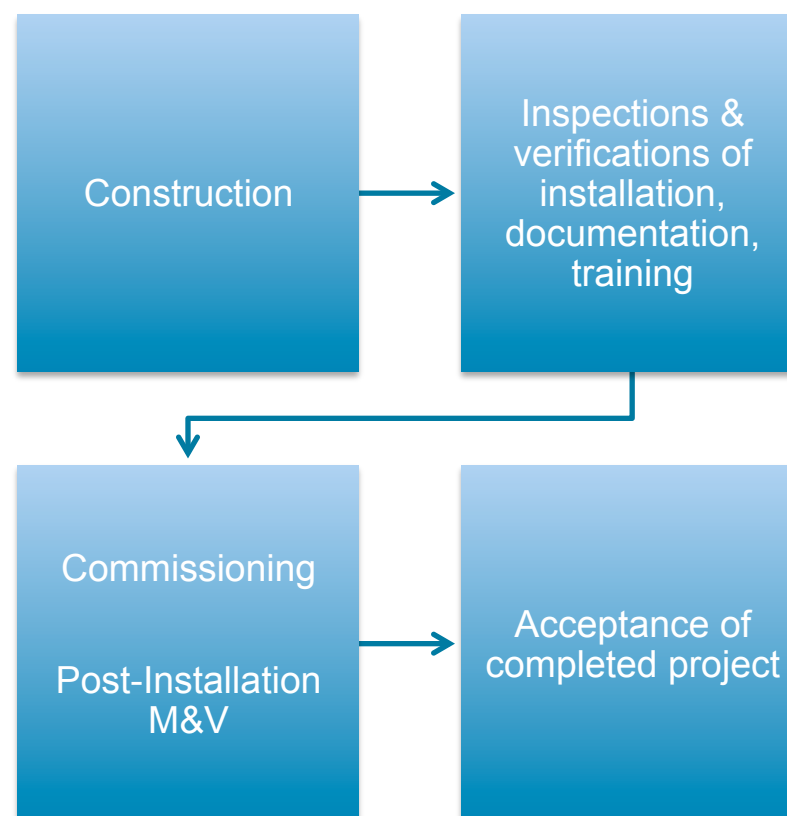 Construction
Inspections &
verifications of
installation,
documentation,
training
Commissioning
Post-Installation
M&V
Acceptance of
completed project